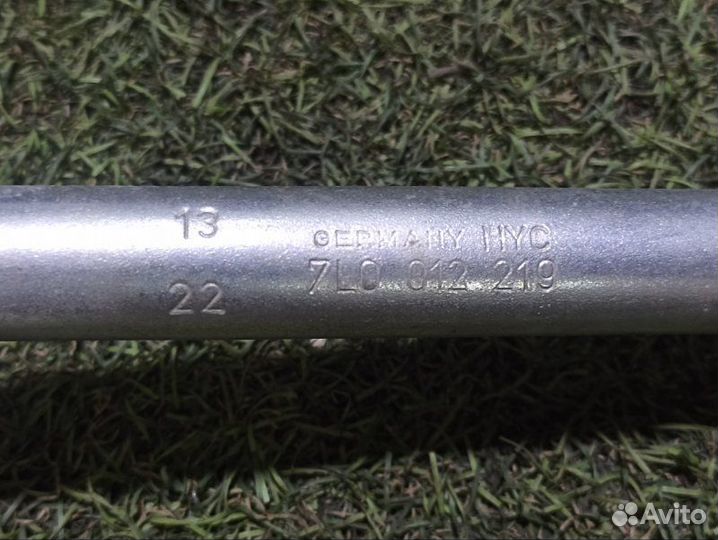 13
22
GERMANY HYC
7L0 012 219
Avito